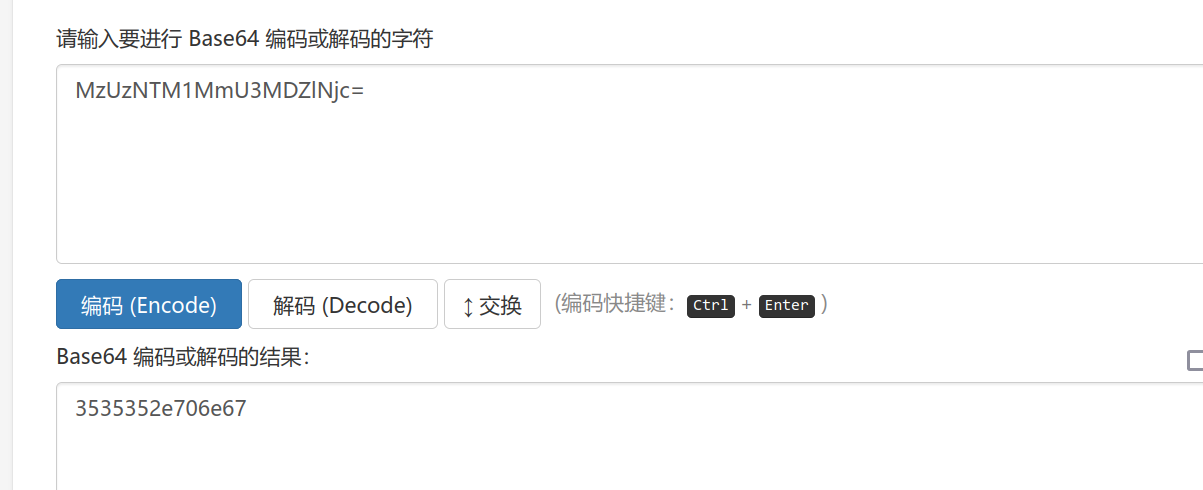 请输入要进行 Base64 编码或解码的字符
MzUzNTM1MmU3MDZlNjc=
编码 (Encode) 解码 (Decode) ↕ 交换 (编码快捷键： Ctrl + Enter )
Base64 编码或解码的结果：
3535352e706e67